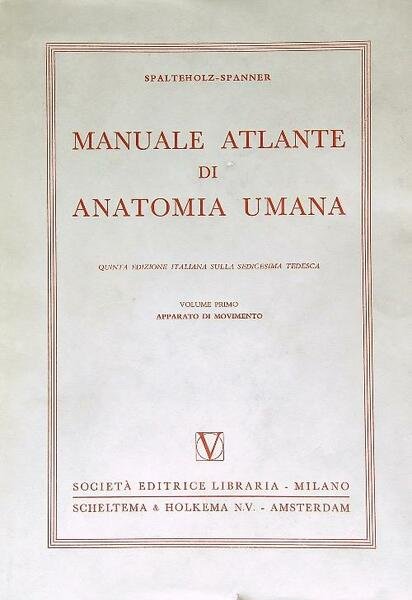 SPALTEHOLZ-SPANNER
MANUALE ATLANTE
DI
ANATOMIA UMANA
QUINTA EDIZIONE ITALIANA SULLA SEDICESIMA TEDESCA
VOLUME PRIMO
APPARATO DI MOVIMENTO
V
SOCIETÀ EDITRICE LIBRARIA - MILANO
SCHELTEMA & HOLKEMA N.V. - AMSTERDAM